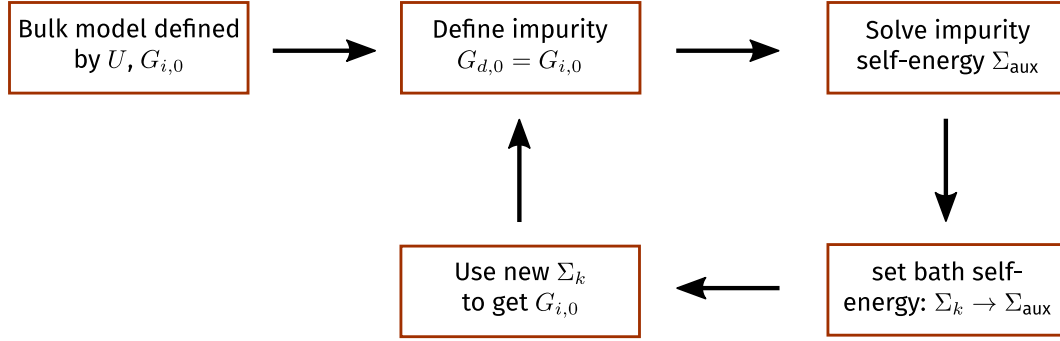 Bulk model defined
by $U$, $G_{i,0}$
Define impurity
$G_{d,0} = G_{i,0}$
Solve impurity
self-energy $\Sigma_{\text{aux}}$
Use new $\Sigma_k$
to get $G_{i,0}$
set bath self-
energy: $\Sigma_k \to \Sigma_{\text{aux}}$